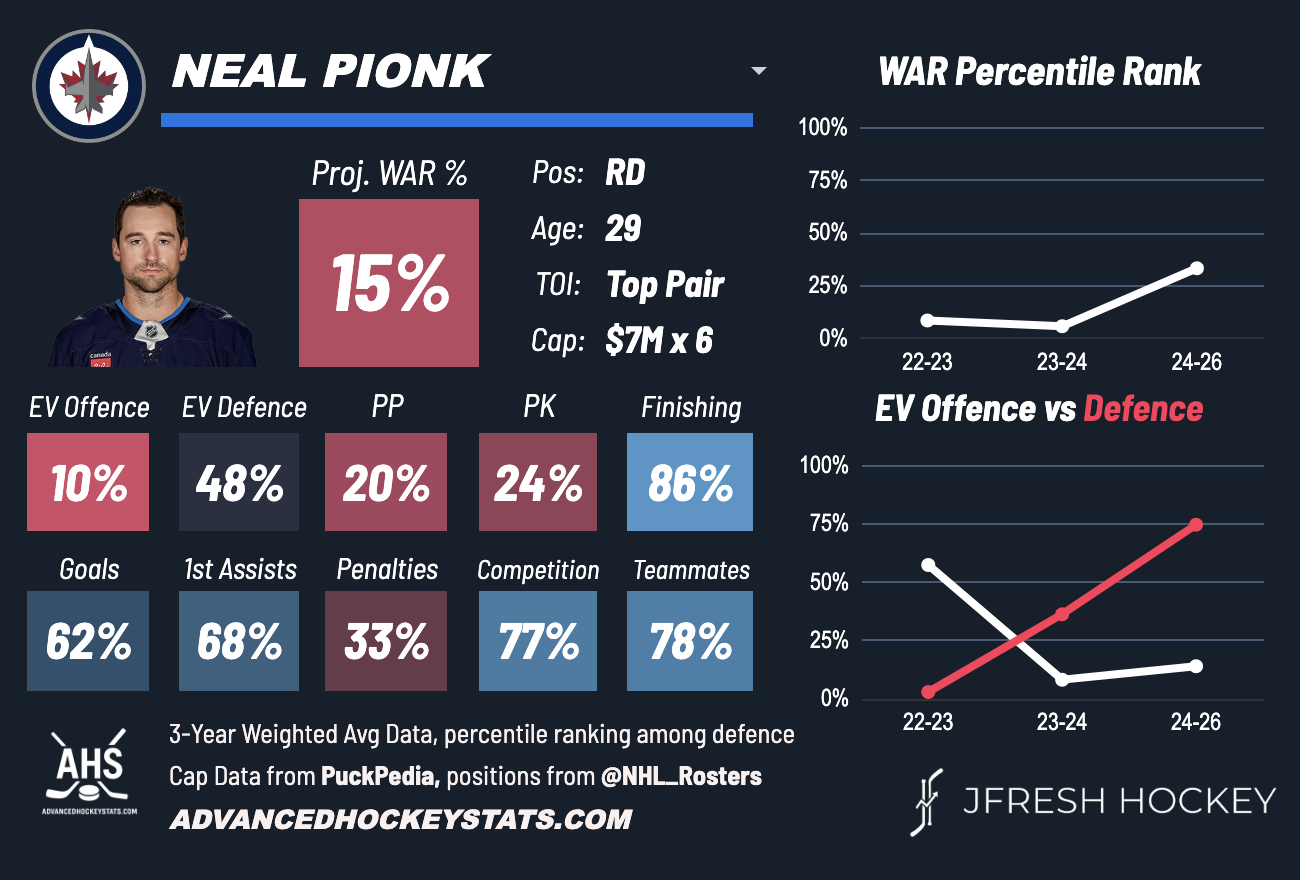 NEAL PIONK
WAR Percentile Rank
Proj. WAR %
15%
Pos: RD
Age: 29
TOI: Top Pair
Cap: $7M x 6
100%
75%
50%
25%
0%
22-23 23-24 24-26
canada
EV Offence EV Defence PP PK Finishing
10% 48% 20% 24% 86%
Goals 1st Assists Penalties Competition Teammates
62% 68% 33% 77% 78%
EV Offence vs Defence
100%
75%
50%
25%
0%
22-23 23-24 24-26
AHS
ADVANCEDHOCKEYSTATS.COM
3-Year Weighted Avg Data, percentile ranking among defence
Cap Data from PuckPedia, positions from @NHL_Rosters
ADVANCEDHOCKEYSTATS.COM
JFRESH HOCKEY